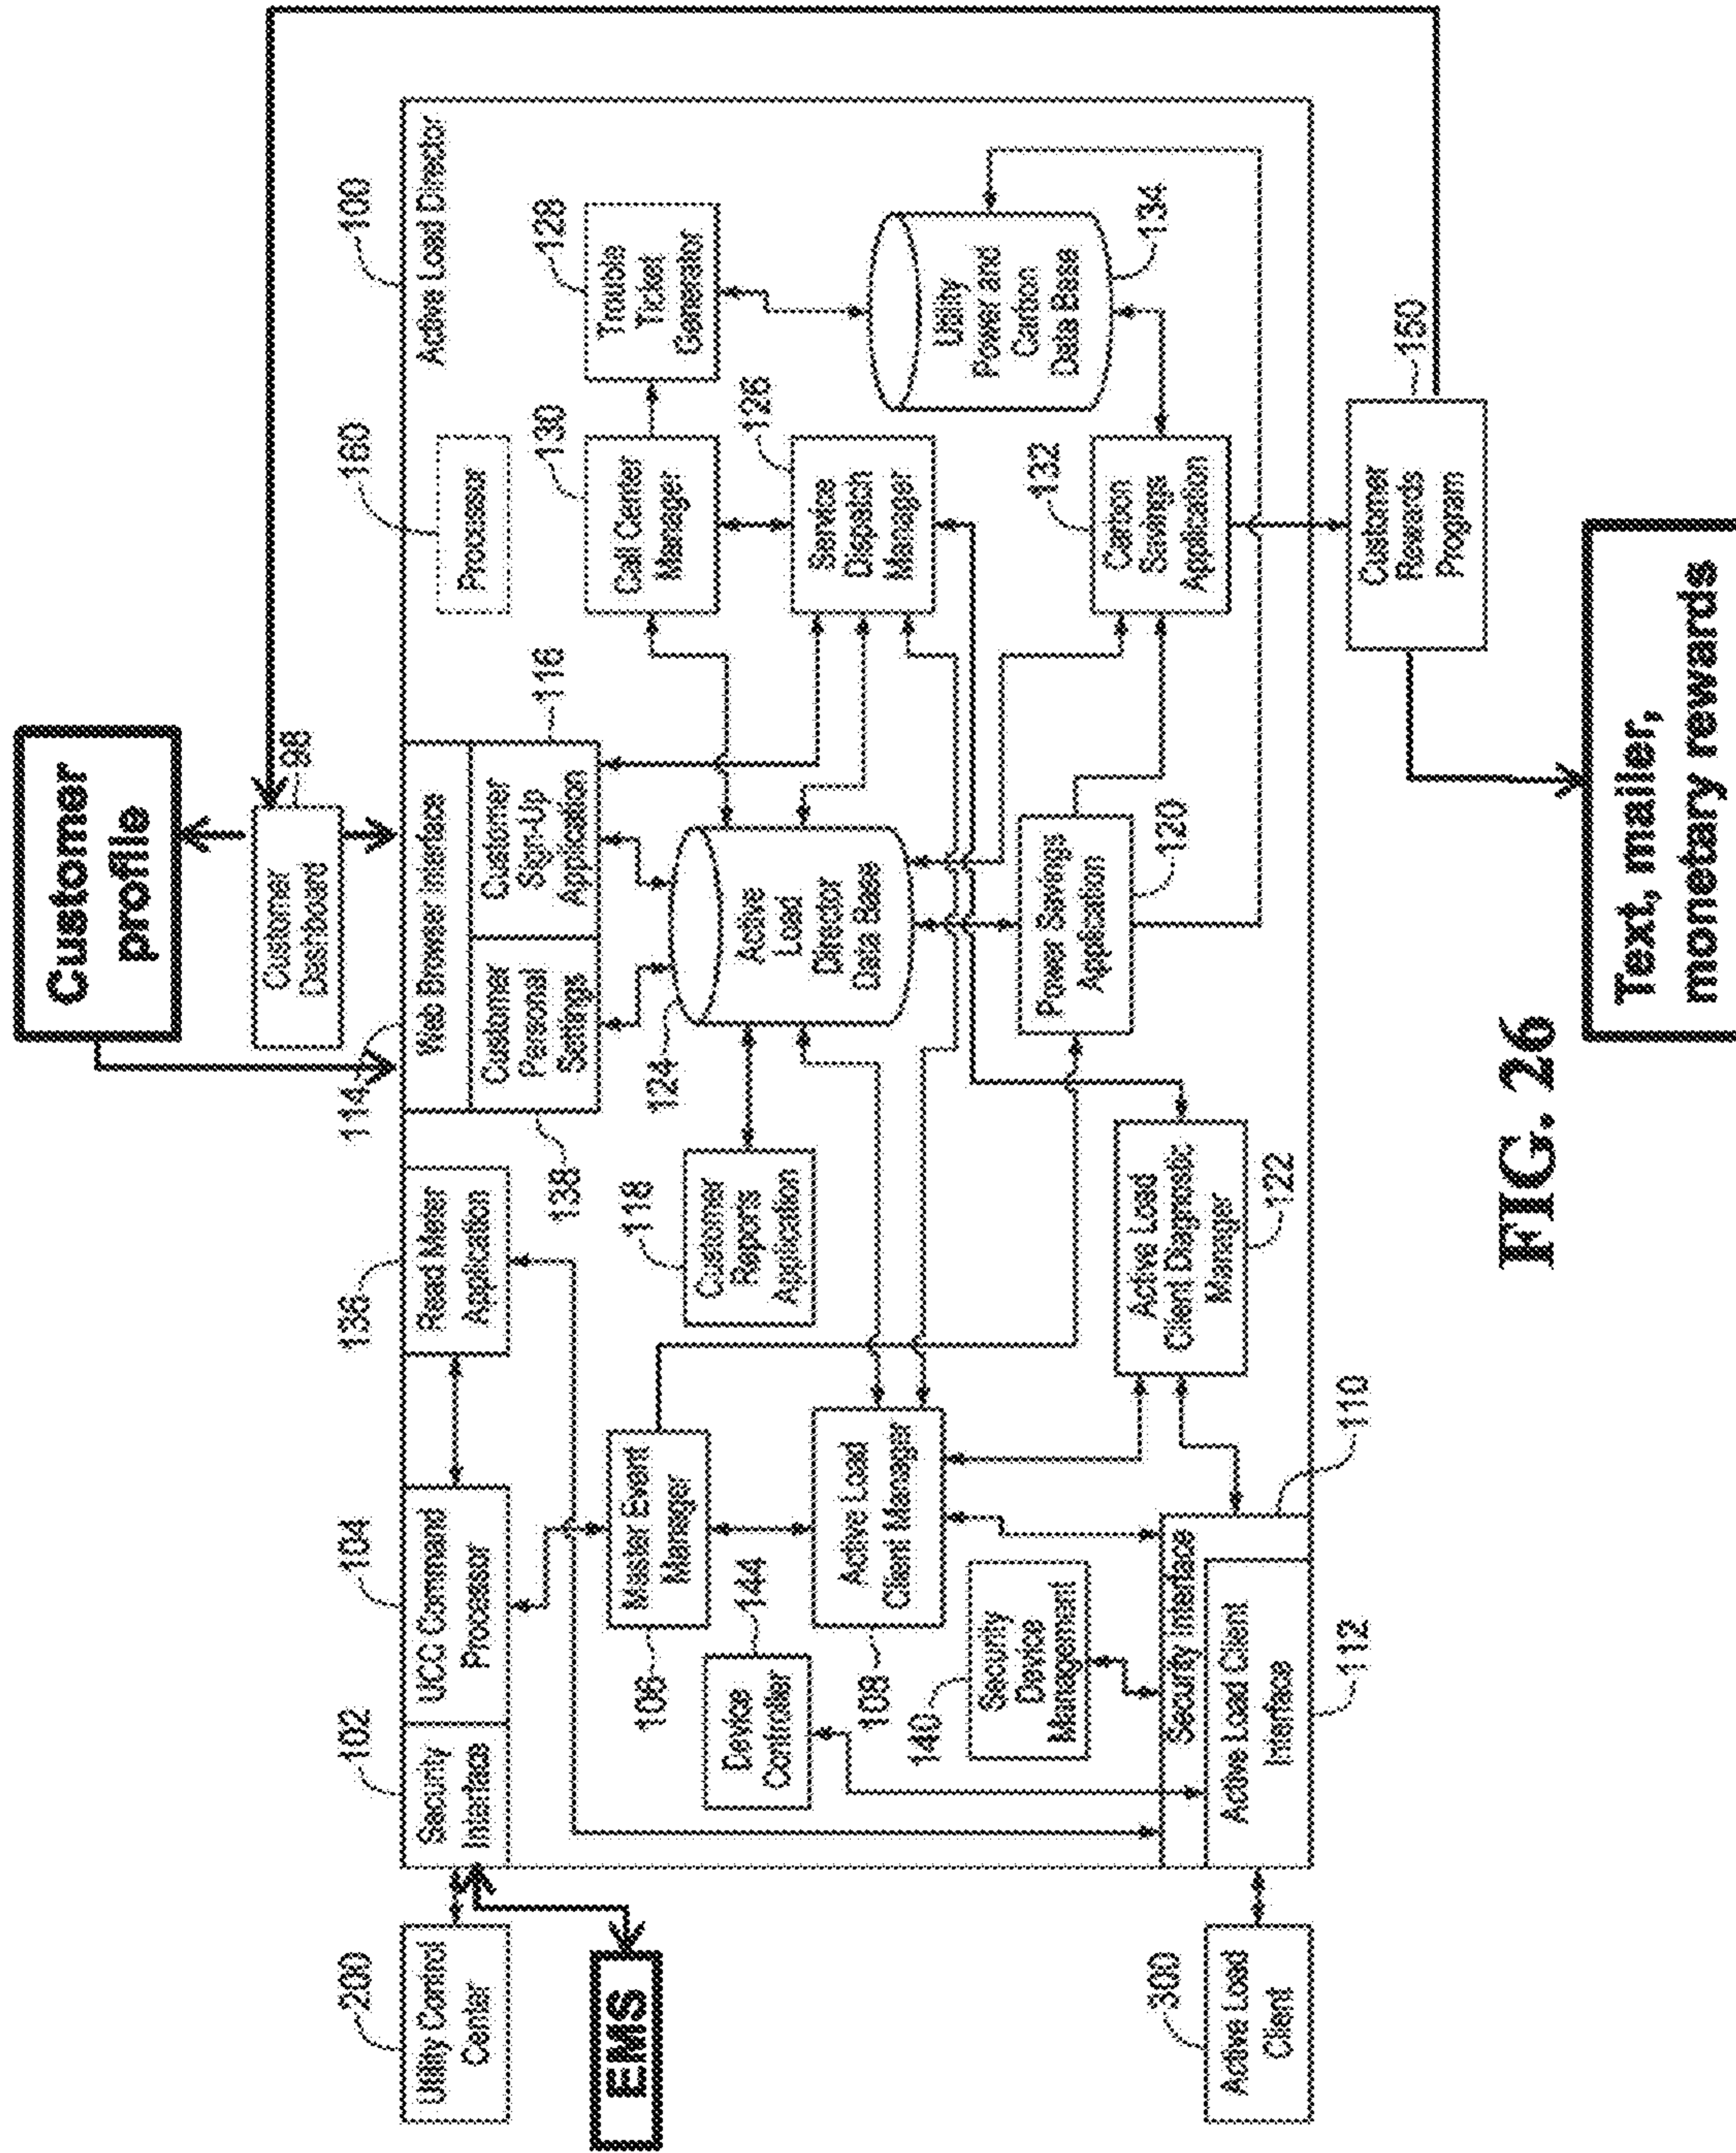 Customer
profile
98
Customer
Dashboard
100
Active Load Director
200
Utility Control
Center
EMS
102
Security
Interface
104
UCC Command
Processor
136
Read Meter
Application
114
Web Browser Interface
138
Customer
Personal
Settings
116
Customer
Sign-Up
Application
160
Processor
130
Call Center
Manager
128
Trouble
Ticket
Generator
106
Master Event
Manager
144
Device
Controller
118
Customer
Reports
Application
124
Active
Load
Director
Data Base
126
Service
Dispatch
Manager
Utility
Power and
Carbon
Data Base
134
108
Active Load
Client Manager
140
Security
Device
Management
120
Power Savings
Application
132
Carbon
Savings
Application
122
Active Load
Client Diagnostic
Manager
110
Security Interface
112
Active Load Client
Interface
300
Active Load
Client
150
Customer
Rewards
Program
Text, mailer,
monetary rewards
FIG. 26